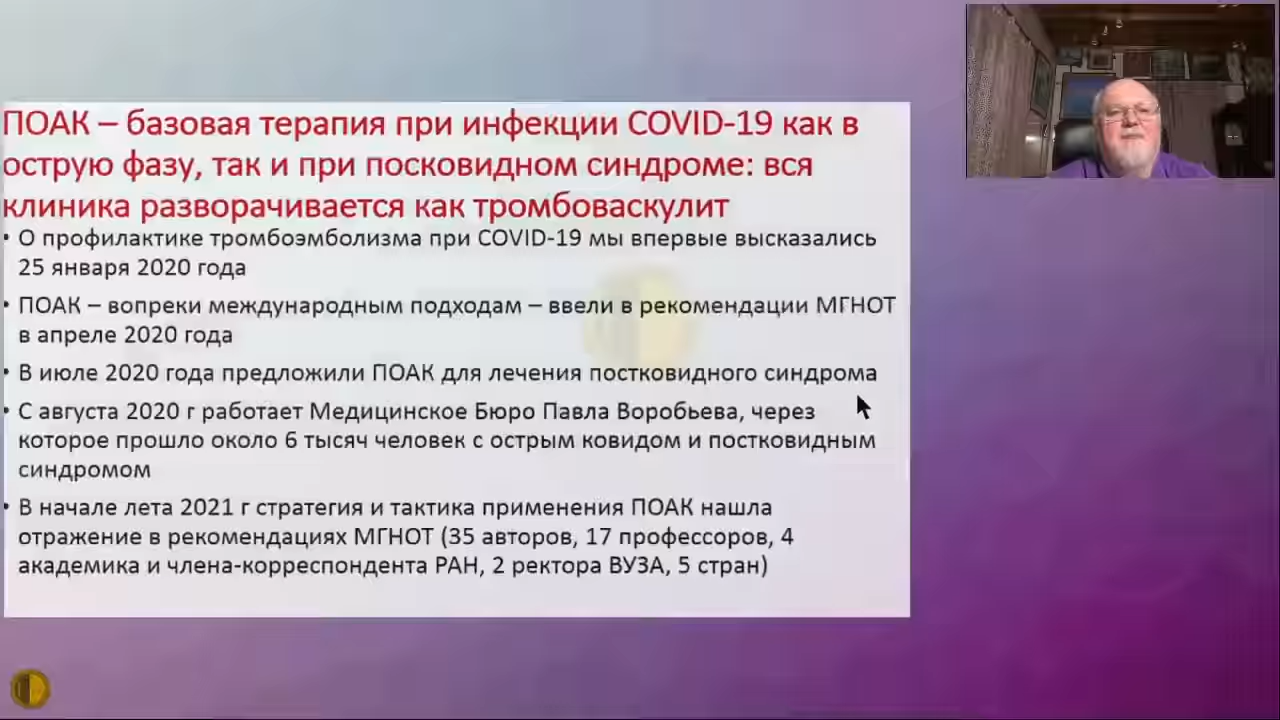 ПОАК – базовая терапия при инфекции COVID-19 как в
острую фазу, так и при посковидном синдроме: вся
клиника разворачивается как тромбоваскулит
• О профилактике тромбоэмболизма при COVID-19 мы впервые высказались
25 января 2020 года
• ПОАК – вопреки международным подходам – ввели в рекомендации МГНОТ
в апреле 2020 года
• В июле 2020 года предложили ПОАК для лечения постковидного синдрома
• С августа 2020 г работает Медицинское Бюро Павла Воробьева, через
которое прошло около 6 тысяч человек с острым ковидом и постковидным
синдромом
• В начале лета 2021 г стратегия и тактика применения ПОАК нашла
отражение в рекомендациях МГНОТ (35 авторов, 17 профессоров, 4
академика и члена-корреспондента РАН, 2 ректора ВУЗА, 5 стран)